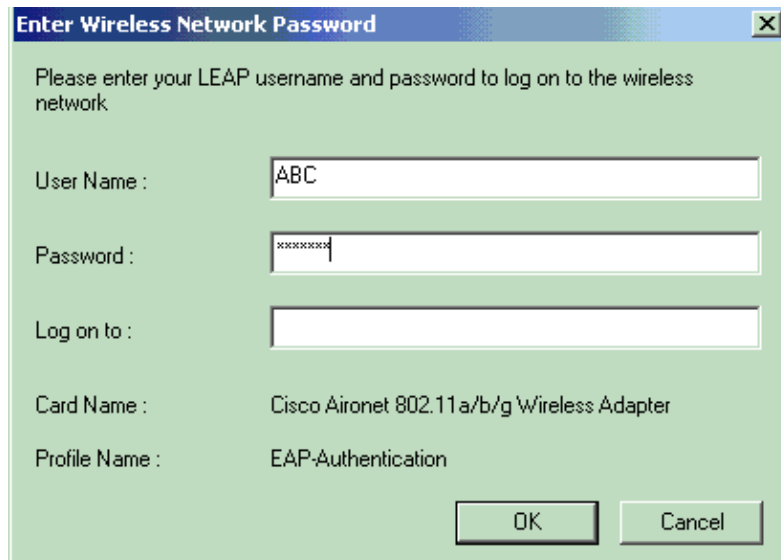 Enter Wireless Network Password
Please enter your LEAP username and password to log on to the wireless
network
User Name :
ABC
Password :
*******
Log on to :
Card Name :
Cisco Aironet 802.11a/b/g Wireless Adapter
Profile Name :
EAP-Authentication
OK
Cancel